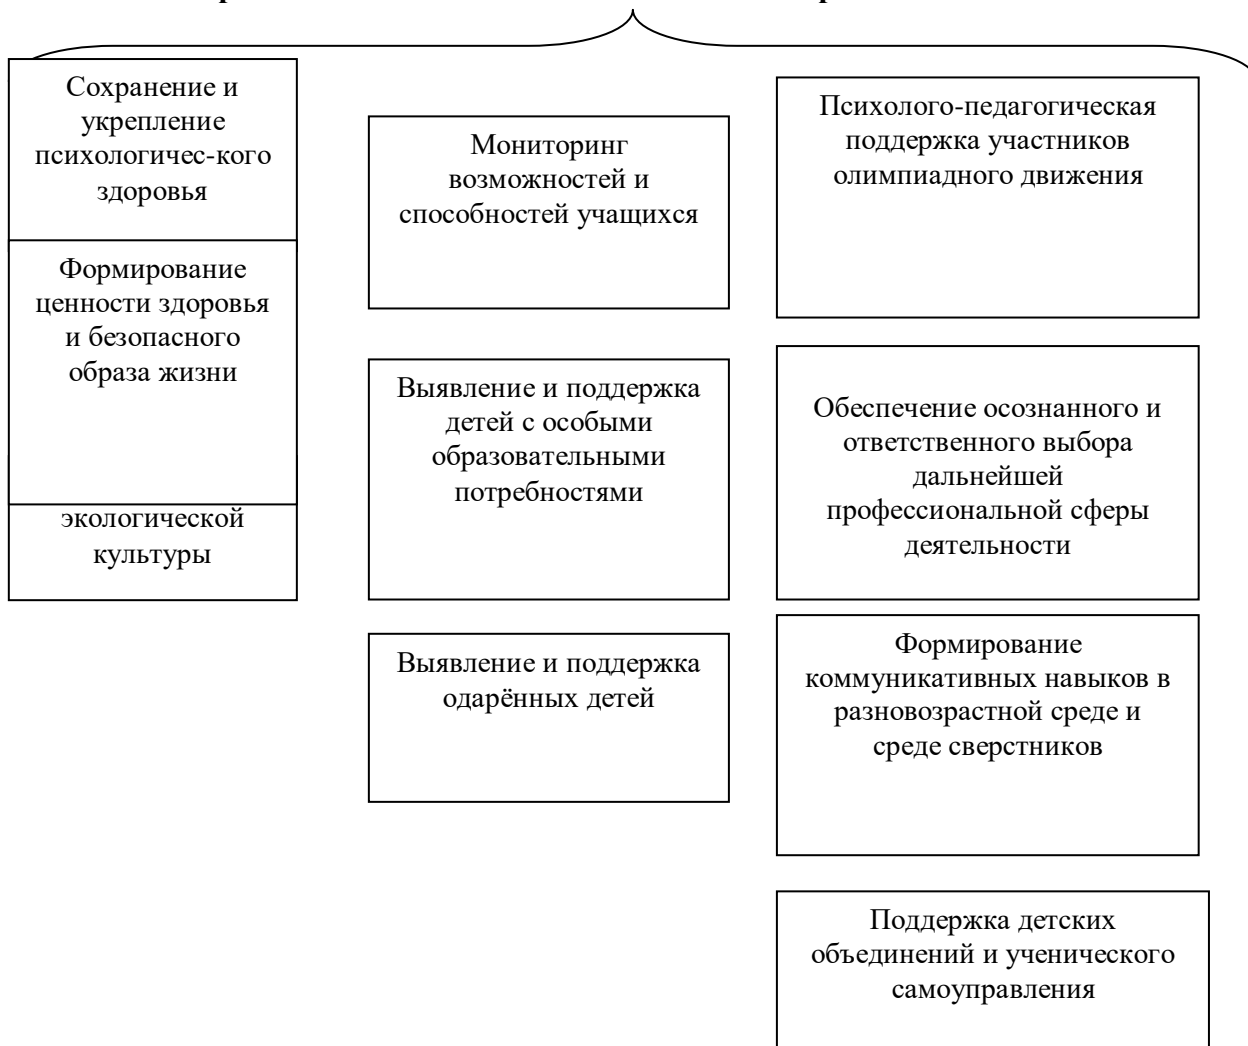 Сохранение и
укрепление
психологичес-кого
здоровья
Формирование
ценности здоровья
и безопасного
образа жизни
экологической
культуры
Мониторинг
возможностей и
способностей учащихся
Выявление и поддержка
детей с особыми
образовательными
потребностями
Выявление и поддержка
одарённых детей
Психолого-педагогическая
поддержка участников
олимпиадного движения
Обеспечение осознанного и
ответственного выбора
дальнейшей
профессиональной сферы
деятельности
Формирование
коммуникативных навыков в
разновозрастной среде и
среде сверстников
Поддержка детских
объединений и ученического
самоуправления